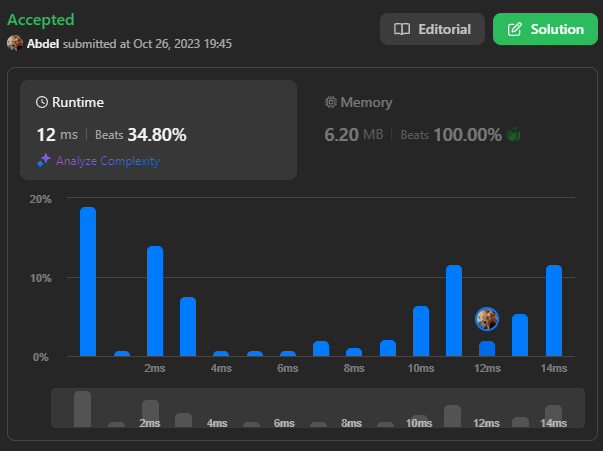 Accepted
Abdel submitted at Oct 26, 2023 19:45
Editorial
Solution
Runtime
12 ms | Beats 34.80%
Analyze Complexity
Memory
6.20 MB | Beats 100.00%
20%
10%
0%
2ms 4ms 6ms 8ms 10ms 12ms 14ms
2ms 4ms 6ms 8ms 10ms 12ms 14ms